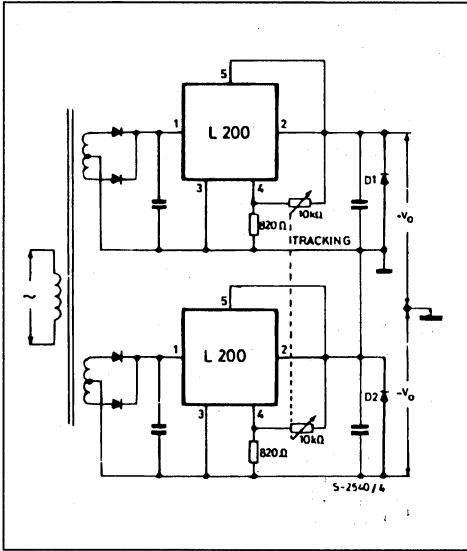 5
1
L 200
2
3
4
10kΩ
820Ω
TRACKING
D1
+Vo
~
5
1
L 200
2
3
4
10kΩ
820Ω
D2
-Vo
S-2540/4